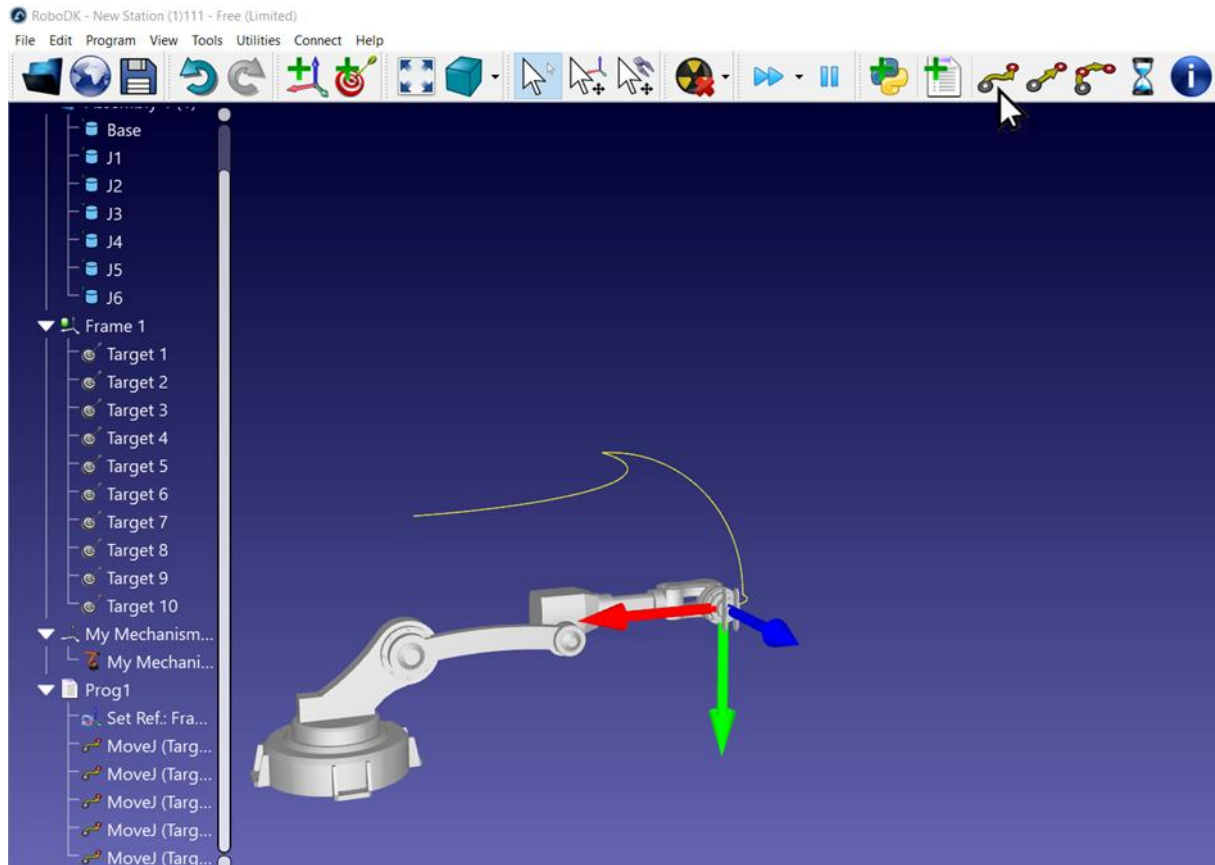 RoboDK - New Station (1)111 - Free (Limited)
File Edit Program View Tools Utilities Connect Help
Base
J1
J2
J3
J4
J5
J6
Frame 1
Target 1
Target 2
Target 3
Target 4
Target 5
Target 6
Target 7
Target 8
Target 9
Target 10
My Mechanism...
My Mechani...
Prog1
Set Ref.: Fra...
MoveJ (Targ...
MoveJ (Targ...
MoveJ (Targ...
MoveJ (Targ...
MoveJ (Targ...